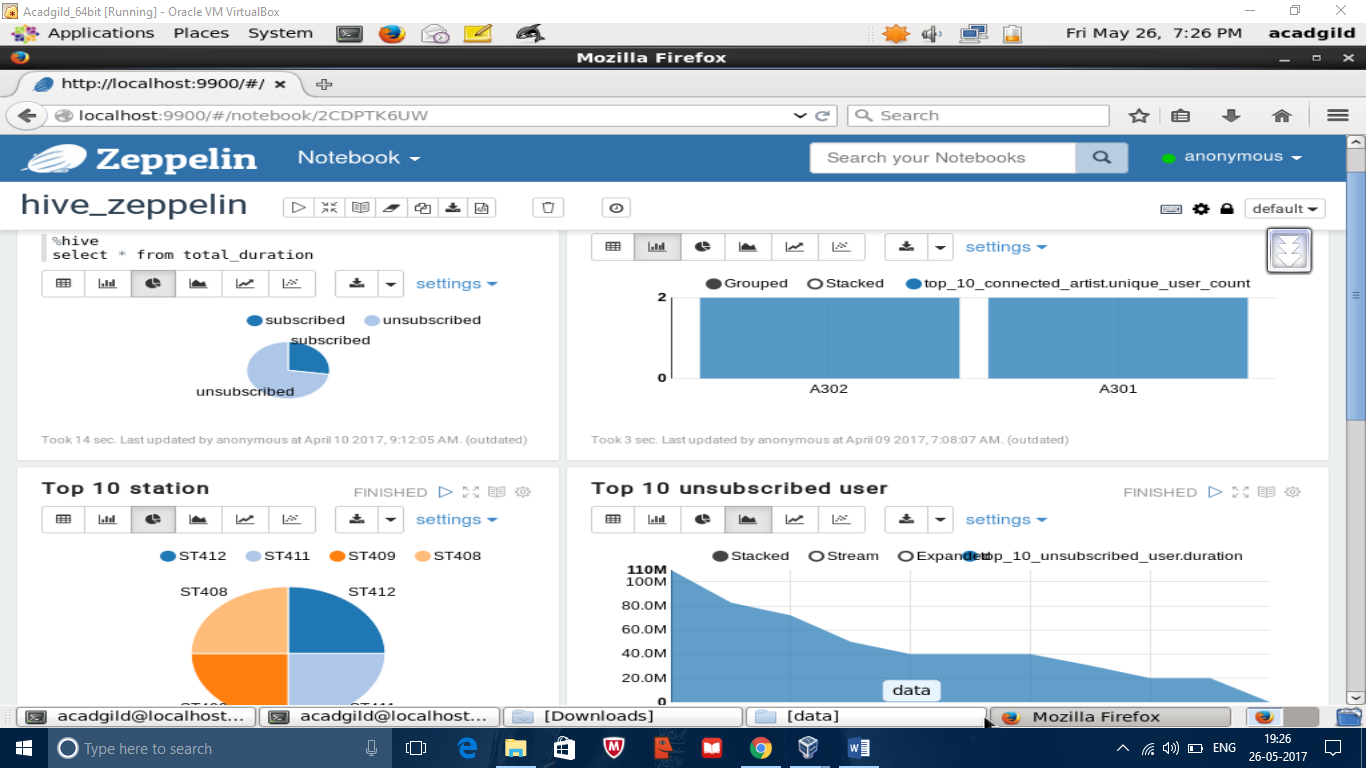 Acadgild_64bit [Running] - Oracle VM VirtualBox
Applications Places System Fri May 26, 7:26 PM acadgild
Mozilla Firefox
http://localhost:9900/#/
localhost:9900/#/notebook/2CDPTK6UW Search
Zeppelin Notebook Search your Notebooks anonymous
hive_zeppelin default
%hive
select * from total_duration
settings
subscribed unsubscribed
subscribed
unsubscribed
Took 14 sec. Last updated by anonymous at April 10 2017, 9:12:05 AM. (outdated)
settings
Grouped Stacked top_10_connected_artist.unique_user_count
2
0
A302 A301
Took 3 sec. Last updated by anonymous at April 09 2017, 7:08:07 AM. (outdated)
Top 10 station FINISHED
settings
ST412 ST411 ST409 ST408
ST408 ST412
Top 10 unsubscribed user FINISHED
settings
Stacked Stream Expanded top_10_unsubscribed_user.duration
110M
100M
80.0M
60.0M
40.0M
20.0M
0
data
acadgild@localhost... acadgild@localhost... [Downloads] [data] Mozilla Firefox
Type here to search ENG 19:26
26-05-2017